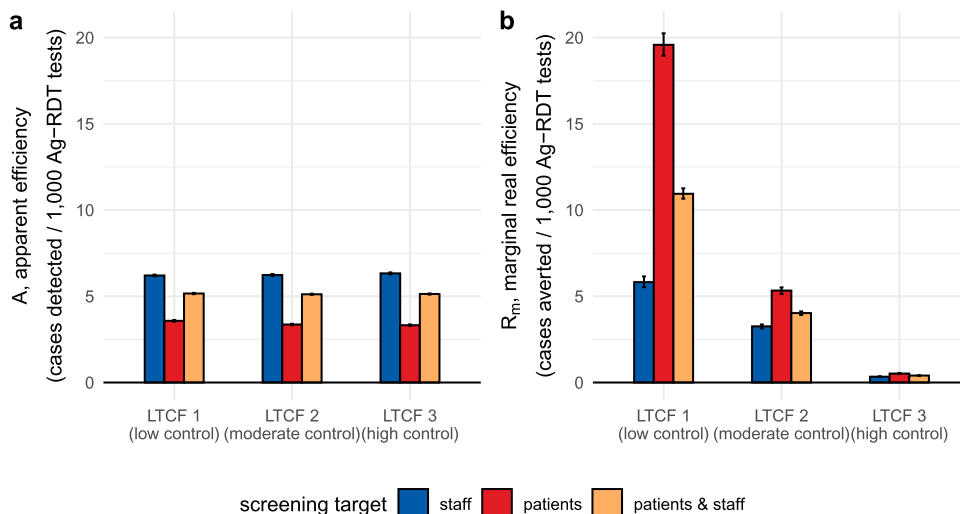 a
A, apparent efficiency
(cases detected / 1,000 Ag−RDT tests)
20
15
10
5
0
LTCF 1
(low control)
LTCF 2
(moderate control)
LTCF 3
(high control)
b
Rm, marginal real efficiency
(cases averted / 1,000 Ag−RDT tests)
20
15
10
5
0
LTCF 1
(low control)
LTCF 2
(moderate control)
LTCF 3
(high control)
screening target staff patients patients & staff